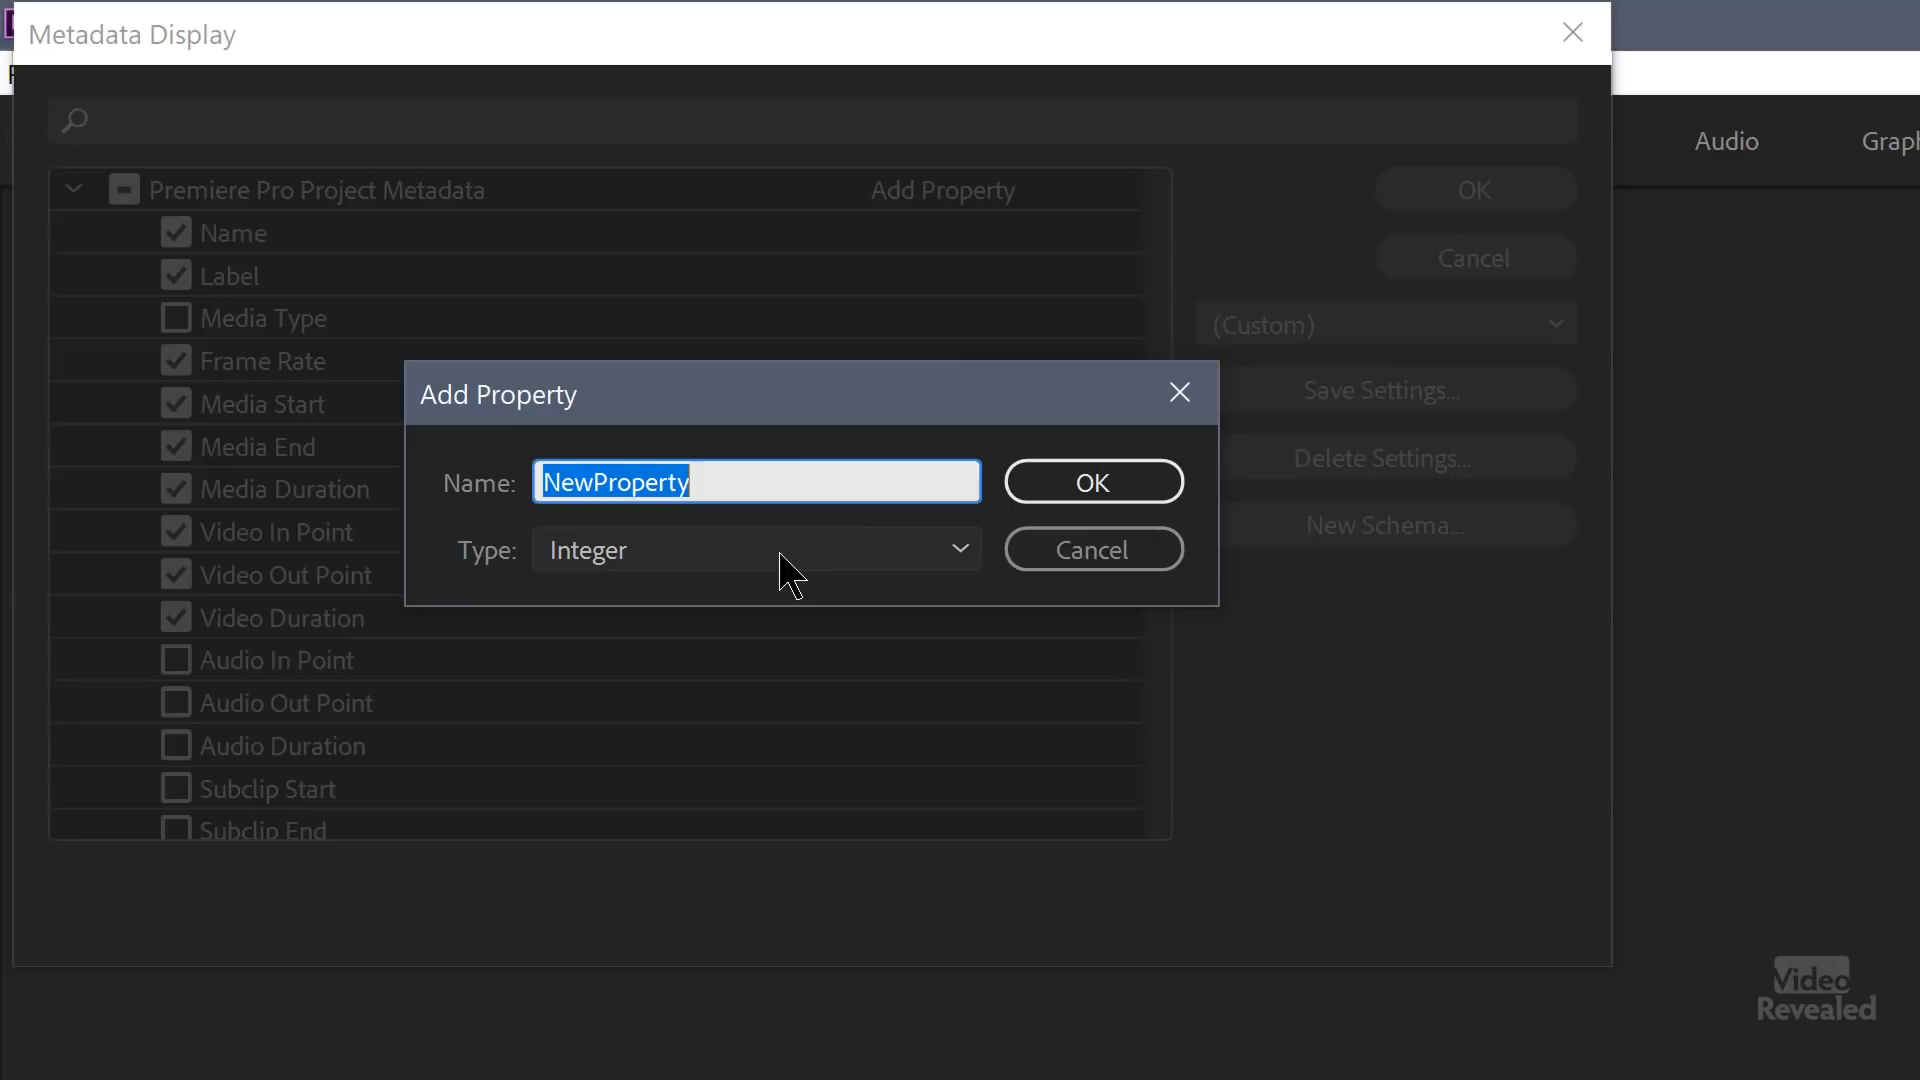 Metadata Display
Audio
Graph
Premiere Pro Project Metadata
Add Property
OK
Name
Label
Cancel
Media Type
(Custom)
Frame Rate
Save Settings...
Media Start
Add Property
Media End
Delete Settings...
Name:
NewProperty
OK
Media Duration
New Schema...
Video In Point
Type:
Integer
Cancel
Video Out Point
Video Duration
Audio In Point
Audio Out Point
Audio Duration
Subclip Start
Subclip End
Video
Revealed